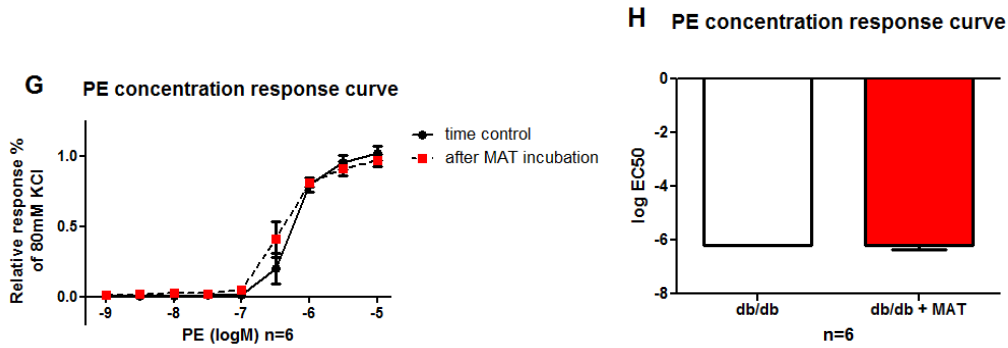 G
PE concentration response curve
Relative response %
of 80mM KCl
1.0
0.5
0.0
-9
-8
-7
-6
-5
PE (logM) n=6
time control
after MAT incubation
H
PE concentration response curve
log EC50
0
-2
-4
-6
-8
db/db
db/db + MAT
n=6